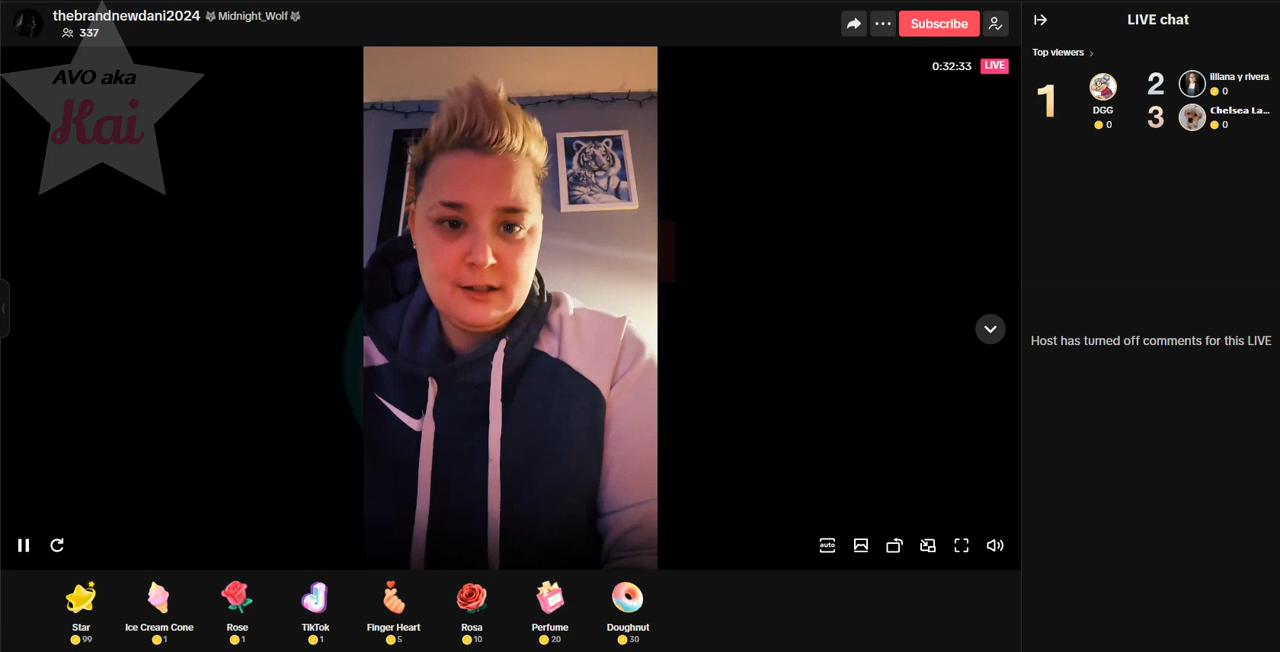 thebrandnewdani2024 🐺Midnight_Wolf🐺
337
Subscribe
AVO aka
Kai
0:32:33 LIVE
LIVE chat
Top viewers
1
DGG
0
2
illiana y rivera
0
3
Chelsea La...
0
Host has turned off comments for this LIVE
auto
Star
99
Ice Cream Cone
1
Rose
1
TikTok
1
Finger Heart
5
Rosa
10
Perfume
20
Doughnut
30